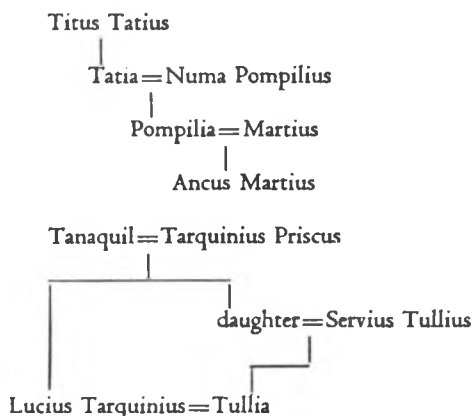 Titus Tatius
Tatia=Numa Pompilius
Pompilia=Martius
Ancus Martius
Tanaquil=Tarquinius Priscus
daughter=Servius Tullius
Lucius Tarquinius=Tullia